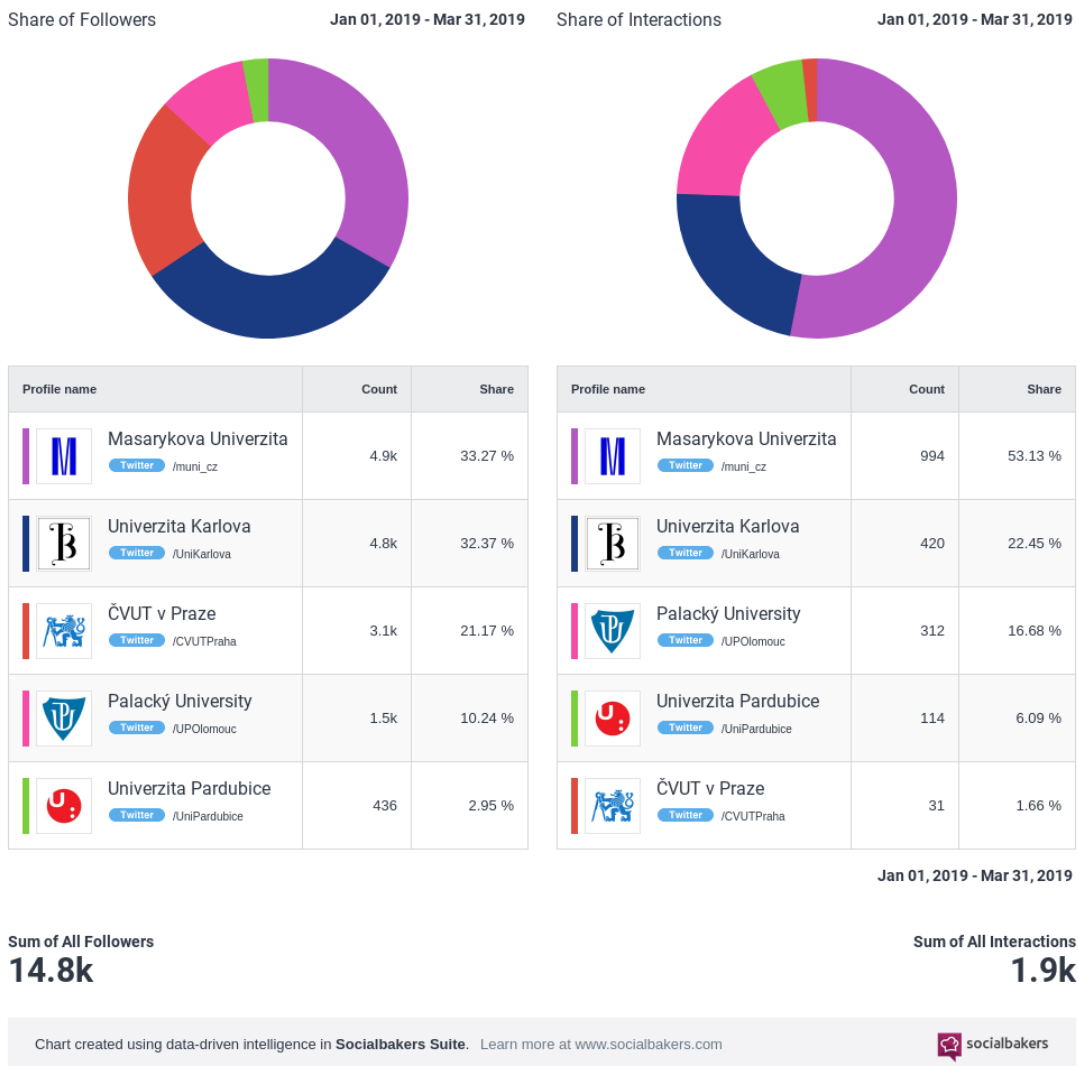 Share of Followers
Jan 01, 2019 - Mar 31, 2019
Profile name Count Share
Masarykova Univerzita
Twitter /muni_cz
4.9k 33.27 %
Univerzita Karlova
Twitter /UniKarlova
4.8k 32.37 %
ČVUT v Praze
Twitter /CVUTPraha
3.1k 21.17 %
Palacký University
Twitter /UPOlomouc
1.5k 10.24 %
Univerzita Pardubice
Twitter /UniPardubice
436 2.95 %
Share of Interactions
Jan 01, 2019 - Mar 31, 2019
Profile name Count Share
Masarykova Univerzita
Twitter /muni_cz
994 53.13 %
Univerzita Karlova
Twitter /UniKarlova
420 22.45 %
Palacký University
Twitter /UPOlomouc
312 16.68 %
Univerzita Pardubice
Twitter /UniPardubice
114 6.09 %
ČVUT v Praze
Twitter /CVUTPraha
31 1.66 %
Jan 01, 2019 - Mar 31, 2019
Sum of All Followers
14.8k
Sum of All Interactions
1.9k
Chart created using data-driven intelligence in Socialbakers Suite. Learn more at www.socialbakers.com
socialbakers